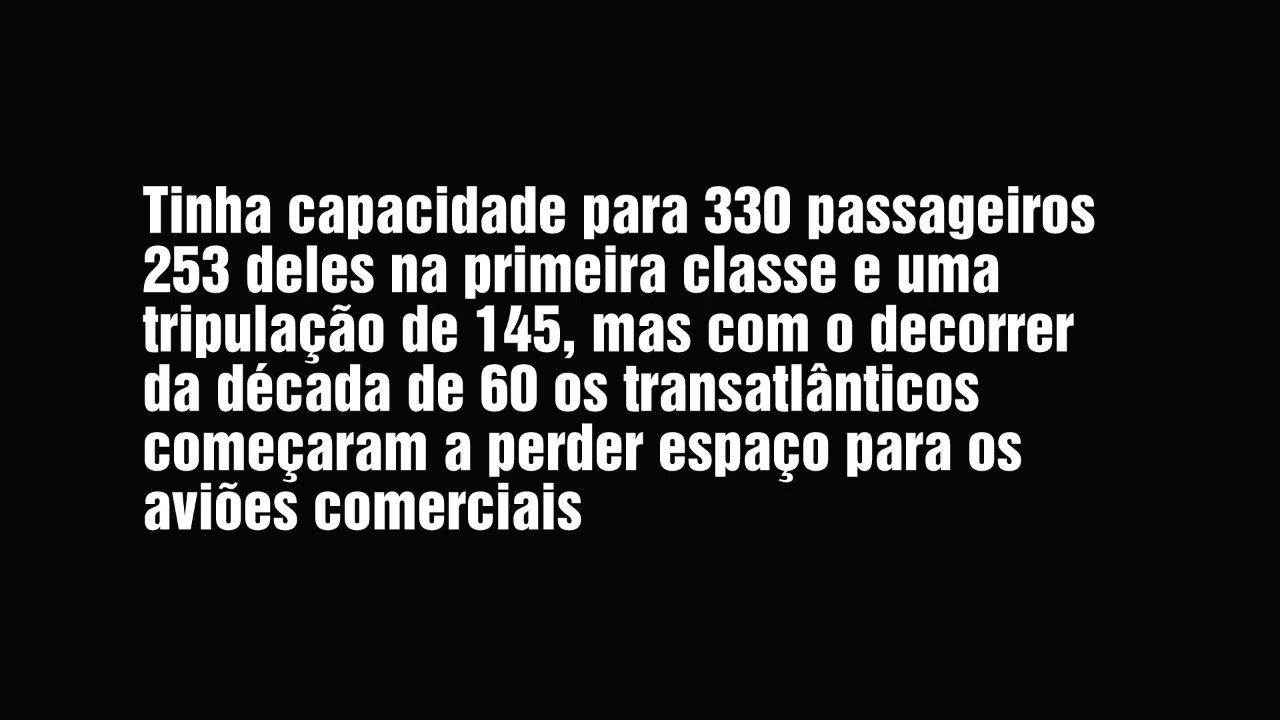 Tinha capacidade para 330 passageiros
253 deles na primeira classe e uma
tripulação de 145, mas com o decorrer
da década de 60 os transatlânticos
começaram a perder espaço para os
aviões comerciais